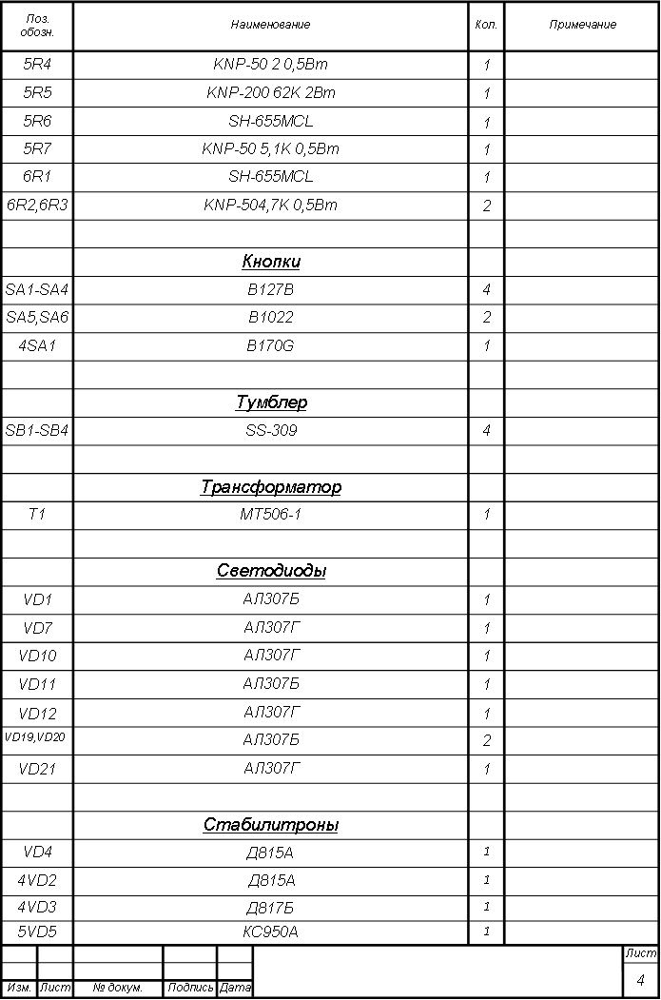 Поз. обозн. Наименование Кол. Примечание
5R4 KNP-50 2 0,5Вт 1
5R5 KNP-200 62K 2Вт 1
5R6 SH-655MCL 1
5R7 KNP-50 5,1K 0,5Вт 1
6R1 SH-655MCL 1
6R2,6R3 KNP-504,7K 0,5Вт 2
Кнопки
SA1-SA4 B127B 4
SA5,SA6 B1022 2
4SA1 B170G 1
Тумблер
SB1-SB4 SS-309 4
Трансформатор
T1 MT506-1 1
Светодиоды
VD1 АЛ307Б 1
VD7 АЛ307Г 1
VD10 АЛ307Г 1
VD11 АЛ307Б 1
VD12 АЛ307Г 1
VD19,VD20 АЛ307Б 2
VD21 АЛ307Г 1
Стабилитроны
VD4 Д815А 1
4VD2 Д815А 1
4VD3 Д817Б 1
5VD5 КС950А 1
Лист
4
Изм. Лист № докум. Подпись Дата